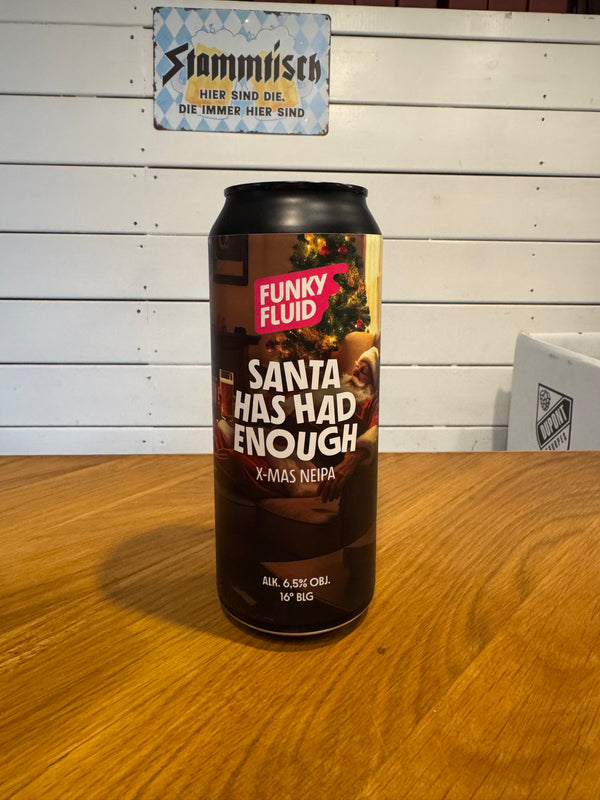 Stammtisch
HIER SIND DIE,
DIE IMMER HIER SIND
FUNKY
FLUID
SANTA
HAS HAD
ENOUGH
X-MAS NEIPA
ALK. 6,5% OBJ.
16° BLG